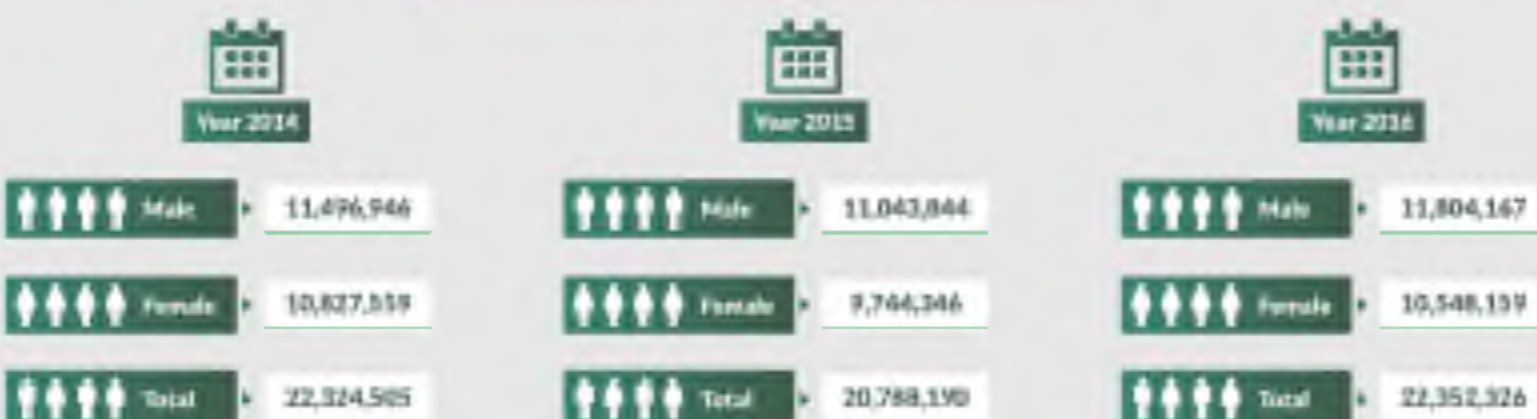 Year 2014 Year 2015 Year 2016
Male 11,496,946 Male 11,043,844 Male 11,804,167
Female 10,827,559 Female 9,744,346 Female 10,548,159
Total 22,324,505 Total 20,788,190 Total 22,352,326